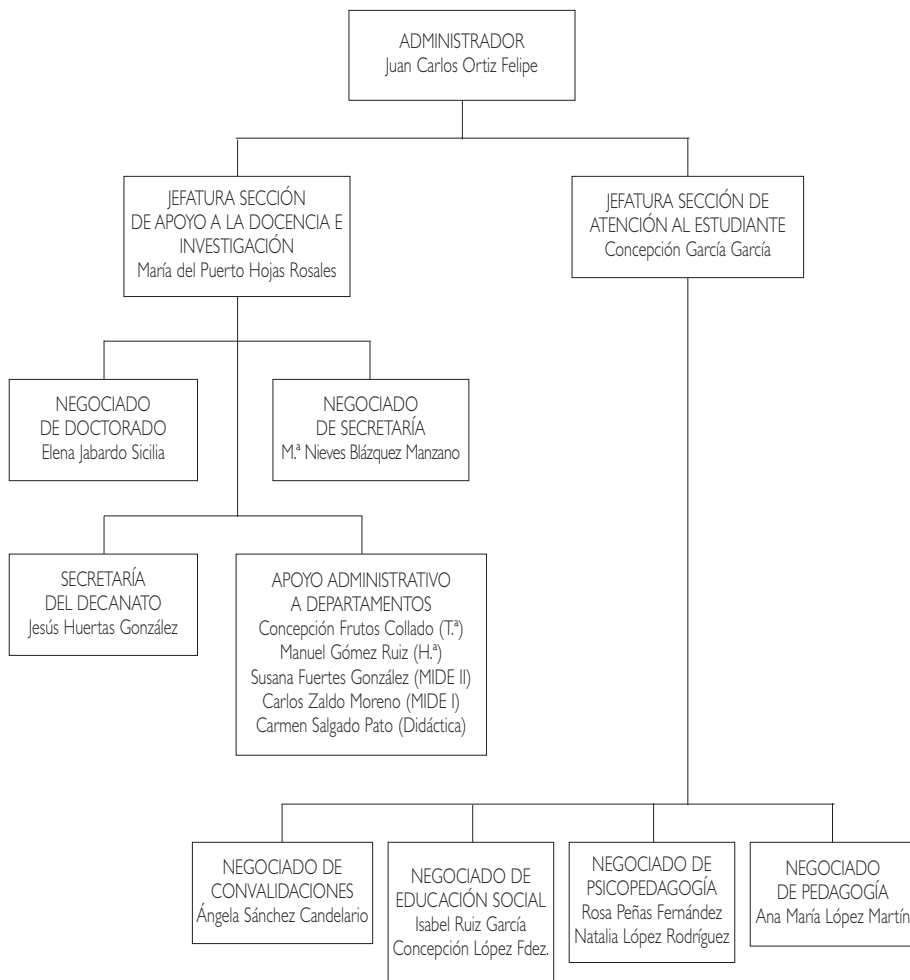 ADMINISTRADOR
Juan Carlos Ortiz Felipe
JEFATURA SECCIÓN
DE APOYO A LA DOCENCIA E
INVESTIGACIÓN
María del Puerto Hojas Rosales
JEFATURA SECCIÓN DE
ATENCIÓN AL ESTUDIANTE
Concepción García García
NEGOCIADO
DE DOCTORADO
Elena Jabardo Sicilia
NEGOCIADO
DE SECRETARÍA
M.ª Nieves Blázquez Manzano
SECRETARÍA
DEL DECANATO
Jesús Huertas González
APOYO ADMINISTRATIVO
A DEPARTAMENTOS
Concepción Frutos Collado (T.ª)
Manuel Gómez Ruiz (H.ª)
Susana Fuertes González (MIDE II)
Carlos Zaldo Moreno (MIDE I)
Carmen Salgado Pato (Didáctica)
NEGOCIADO DE
CONVALIDACIONES
Ángela Sánchez Candelario
NEGOCIADO DE
EDUCACIÓN SOCIAL
Isabel Ruiz García
Concepción López Fdez.
NEGOCIADO DE
PSICOPEDAGOGÍA
Rosa Peñas Fernández
Natalia López Rodríguez
NEGOCIADO
DE PEDAGOGÍA
Ana María López Martín